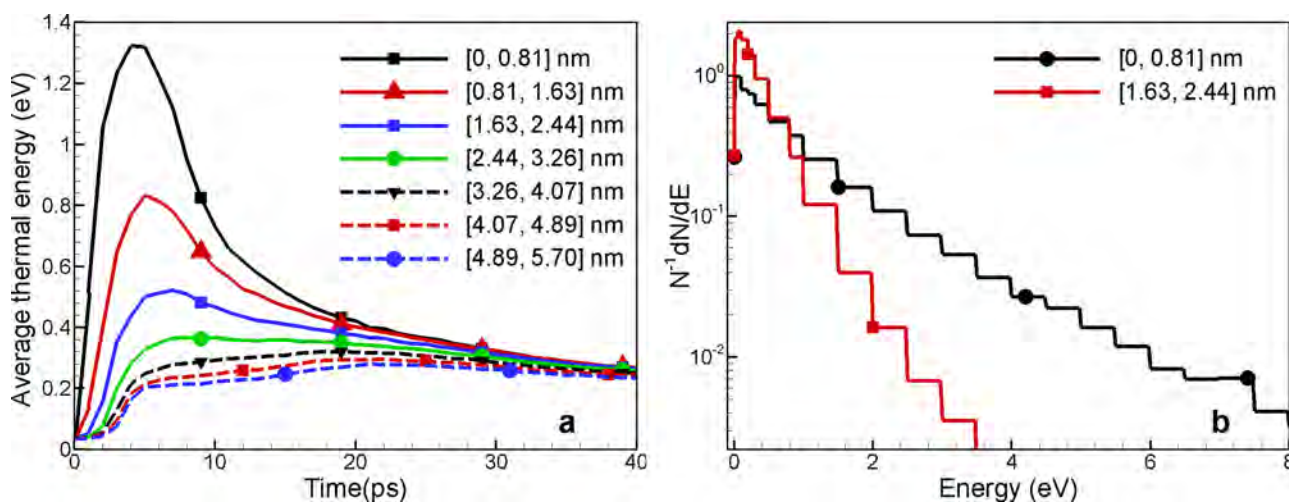 1.4
1.2
1
0.8
0.6
0.4
0.2
0
Average thermal energy (eV)
[0, 0.81] nm
[0.81, 1.63] nm
[1.63, 2.44] nm
[2.44, 3.26] nm
[3.26, 4.07] nm
[4.07, 4.89] nm
[4.89, 5.70] nm
a
0 10 20 30 40
Time(ps)
10⁰
10⁻¹
10⁻²
N⁻¹dN/dE
[0, 0.81] nm
[1.63, 2.44] nm
b
0 2 4 6 8
Energy (eV)